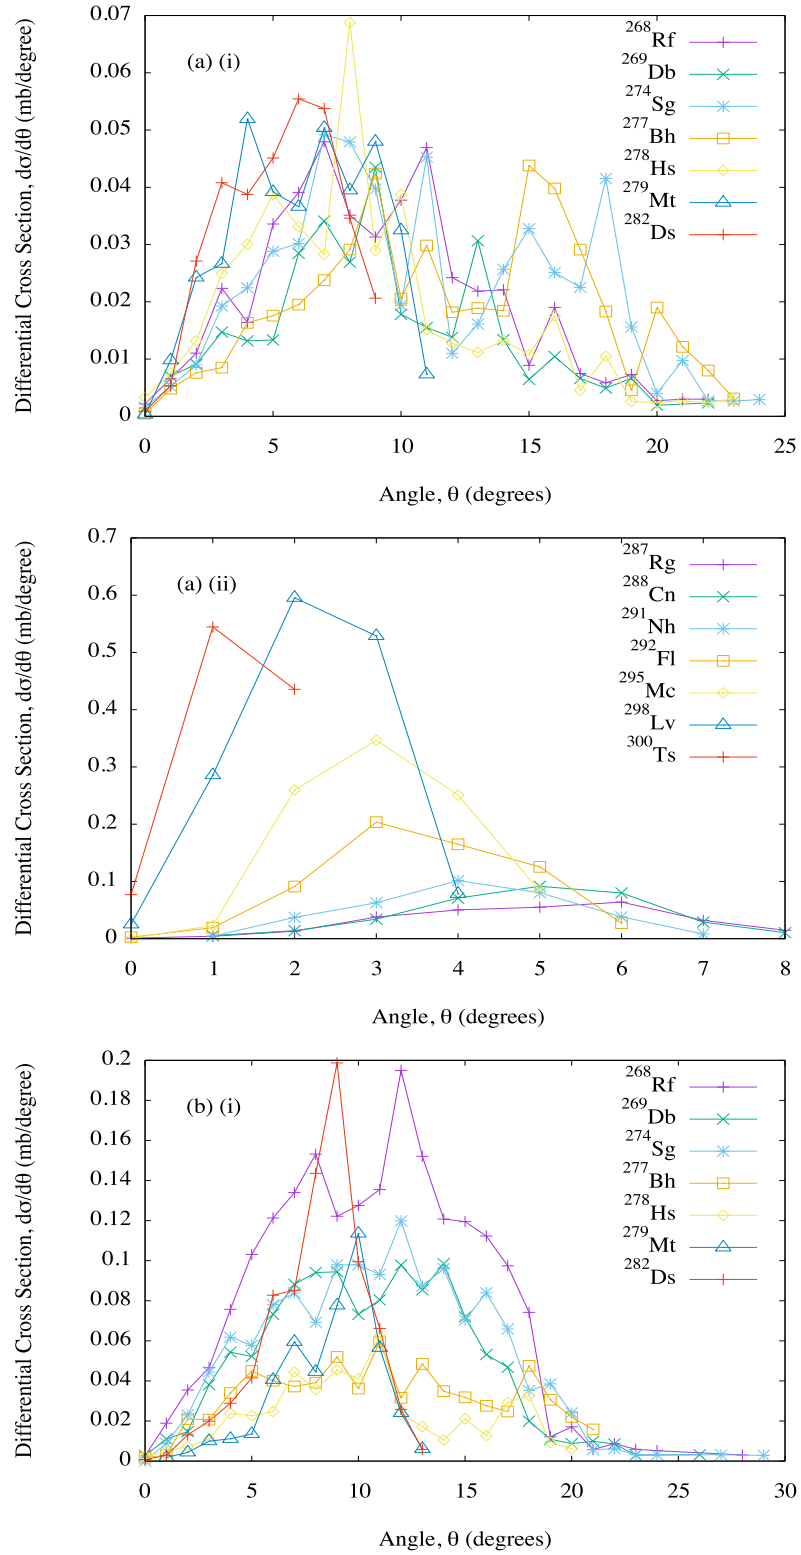 Differential Cross Section, dσ/dθ (mb/degree)
0.07
0.06
0.05
0.04
0.03
0.02
0.01
0
(a) (i)
268Rf
269Db
274Sg
277Bh
278Hs
279Mt
282Ds
0 5 10 15 20 25
Angle, θ (degrees)
Differential Cross Section, dσ/dθ (mb/degree)
0.7
0.6
0.5
0.4
0.3
0.2
0.1
0
(a) (ii)
287Rg
288Cn
291Nh
292Fl
295Mc
298Lv
300Ts
0 1 2 3 4 5 6 7 8
Angle, θ (degrees)
Differential Cross Section, dσ/dθ (mb/degree)
0.2
0.18
0.16
0.14
0.12
0.1
0.08
0.06
0.04
0.02
0
(b) (i)
268Rf
269Db
274Sg
277Bh
278Hs
279Mt
282Ds
0 5 10 15 20 25 30
Angle, θ (degrees)